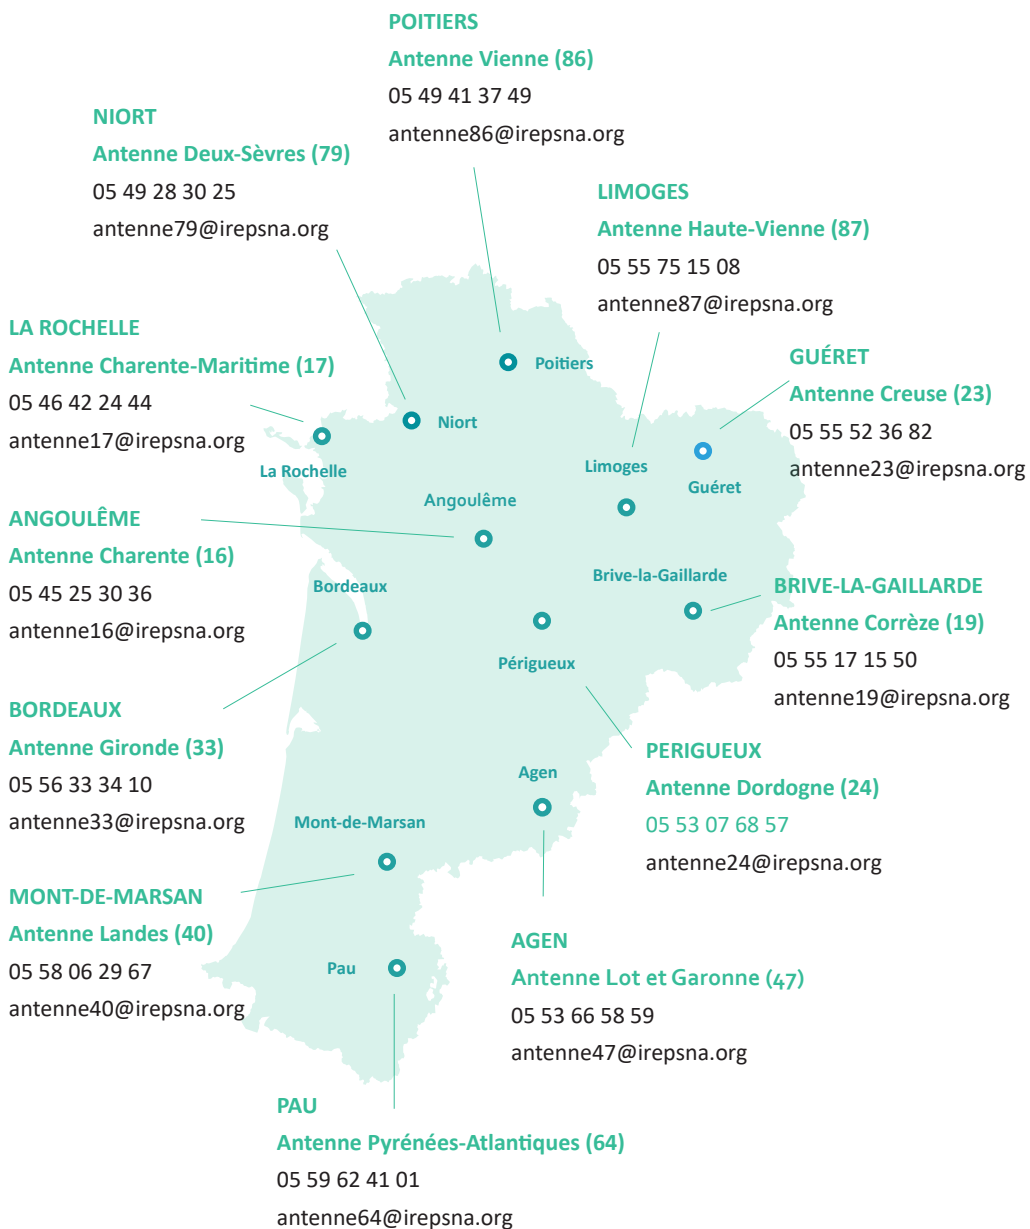 POITIERS
Antenne Vienne (86)
05 49 41 37 49
antenne86@irepsna.org
NIORT
Antenne Deux-Sèvres (79)
05 49 28 30 25
antenne79@irepsna.org
LIMOGES
Antenne Haute-Vienne (87)
05 55 75 15 08
antenne87@irepsna.org
LA ROCHELLE
Antenne Charente-Maritime (17)
05 46 42 24 44
antenne17@irepsna.org
GUÉRET
Antenne Creuse (23)
05 55 52 36 82
antenne23@irepsna.org
Poitiers
Niort
La Rochelle
Limoges
Guéret
Angoulême
ANGOULÊME
Antenne Charente (16)
05 45 25 30 36
antenne16@irepsna.org
Bordeaux
Brive-la-Gaillarde
Périgueux
BRIVE-LA-GAILLARDE
Antenne Corrèze (19)
05 55 17 15 50
antenne19@irepsna.org
BORDEAUX
Antenne Gironde (33)
05 56 33 34 10
antenne33@irepsna.org
PERIGUEUX
Antenne Dordogne (24)
05 53 07 68 57
antenne24@irepsna.org
Agen
Mont-de-Marsan
MONT-DE-MARSAN
Antenne Landes (40)
05 58 06 29 67
antenne40@irepsna.org
Pau
AGEN
Antenne Lot et Garonne (47)
05 53 66 58 59
antenne47@irepsna.org
PAU
Antenne Pyrénées-Atlantiques (64)
05 59 62 41 01
antenne64@irepsna.org